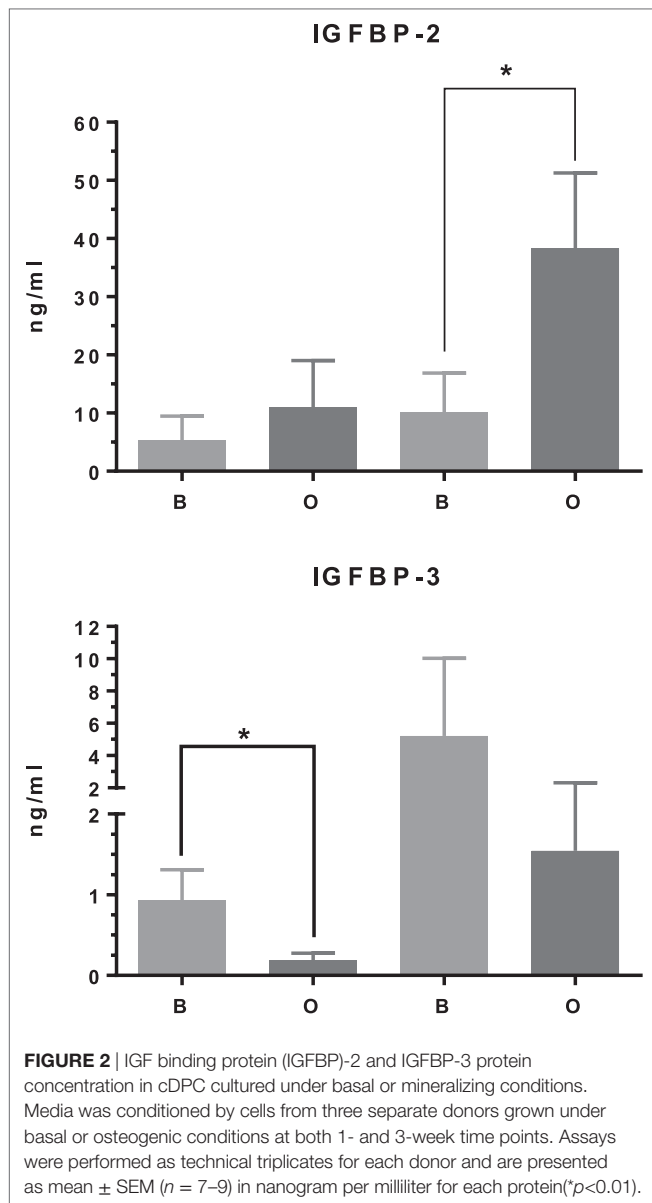 IGFBP-2
*
60
50
40
30
20
10
0
ng/ml
B O B O
IGFBP-3
12
10
8
6
4
2
2
1
0
ng/ml
*
B O B O
FIGURE 2 | IGF binding protein (IGFBP)-2 and IGFBP-3 protein
concentration in cDPC cultured under basal or mineralizing conditions.
Media was conditioned by cells from three separate donors grown under
basal or osteogenic conditions at both 1- and 3-week time points. Assays
were performed as technical triplicates for each donor and are presented
as mean ± SEM (n = 7–9) in nanogram per milliliter for each protein(*p<0.01).